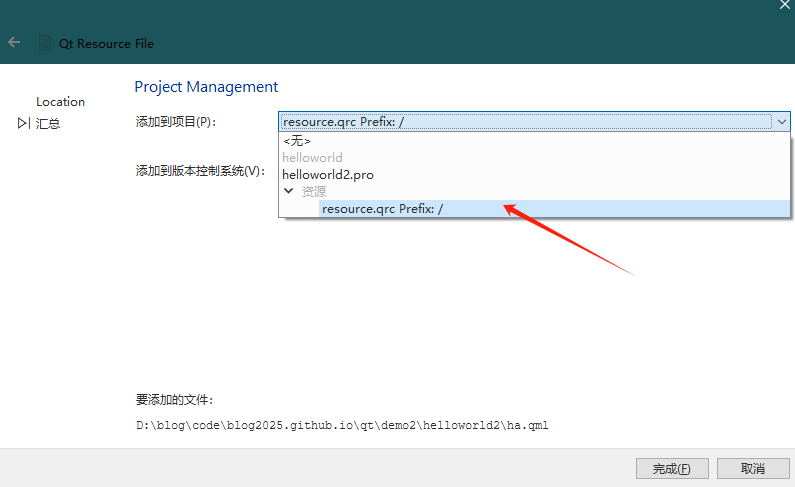 Qt Resource File
Project Management
Location
汇总
添加到项目(P):
resource.qrc Prefix: /
<无>
helloworld
helloworld2.pro
资源
resource.qrc Prefix: /
添加到版本控制系统(V):
要添加的文件:
D:\blog\code\blog2025.github.io\qt\demo2\helloworld2\ha.qml
完成(F)
取消